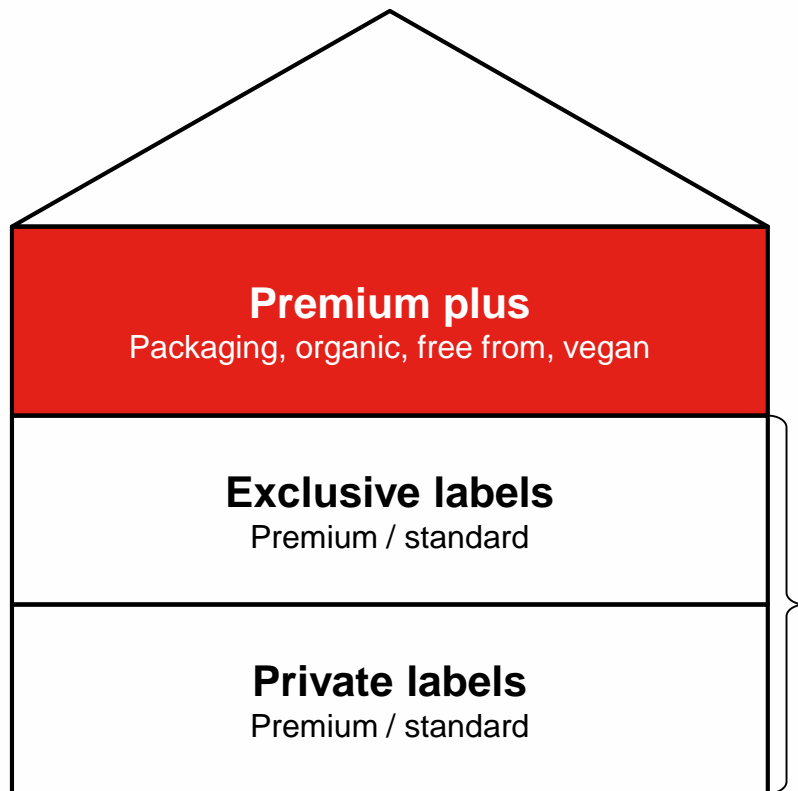 Premium plus
Packaging, organic, free from, vegan
Exclusive labels
Premium / standard
Private labels
Premium / standard